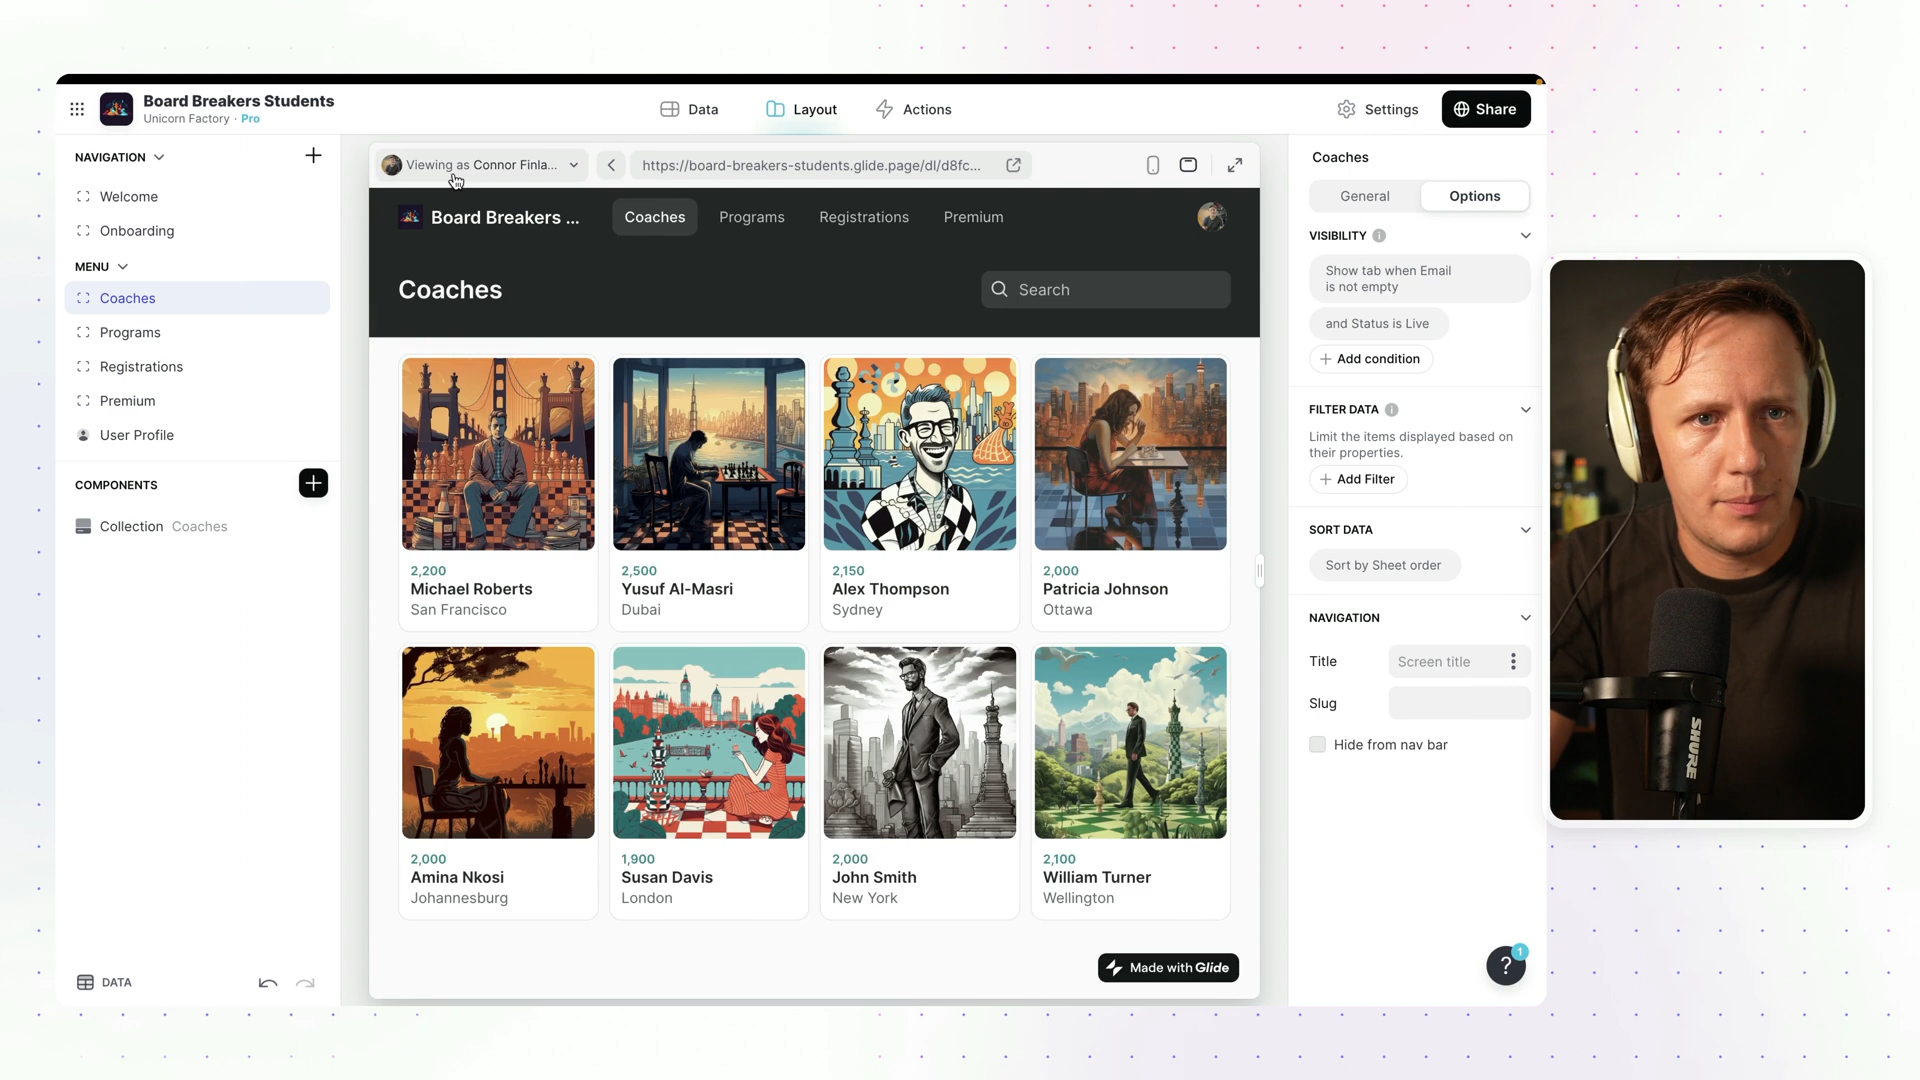 Board Breakers Students
Unicorn Factory · Pro
Data
Layout
Actions
Settings
Share
NAVIGATION
Welcome
Onboarding
MENU
Coaches
Programs
Registrations
Premium
User Profile
COMPONENTS
Collection Coaches
DATA
Viewing as Connor Finla...
https://board-breakers-students.glide.page/dl/d8fc...
Board Breakers ...
Coaches
Programs
Registrations
Premium
Coaches
Search
2,200
Michael Roberts
San Francisco
2,500
Yusuf Al-Masri
Dubai
2,150
Alex Thompson
Sydney
2,000
Patricia Johnson
Ottawa
2,000
Amina Nkosi
Johannesburg
1,900
Susan Davis
London
2,000
John Smith
New York
2,100
William Turner
Wellington
Made with Glide
Coaches
General
Options
VISIBILITY
Show tab when Email
is not empty
and Status is Live
Add condition
FILTER DATA
Limit the items displayed based on
their properties.
Add Filter
SORT DATA
Sort by Sheet order
NAVIGATION
Title
Screen title
Slug
Hide from nav bar
?
1
SHURE